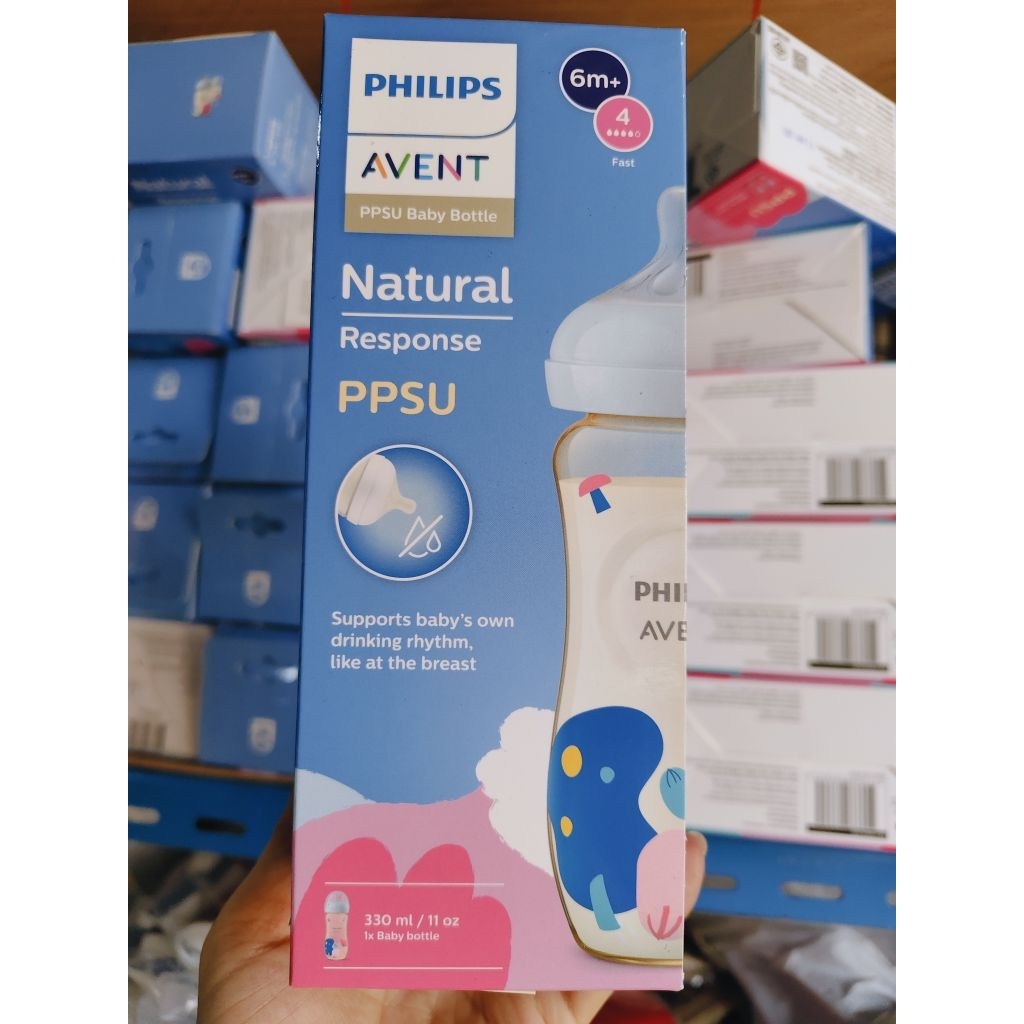 PHILIPS
AVENT
PPSU Baby Bottle
6m+
4
Fast
Natural
Response
PPSU
Supports baby's own
drinking rhythm,
like at the breast
PHI
AVE
330 ml / 11 oz
1x Baby bottle
Natural